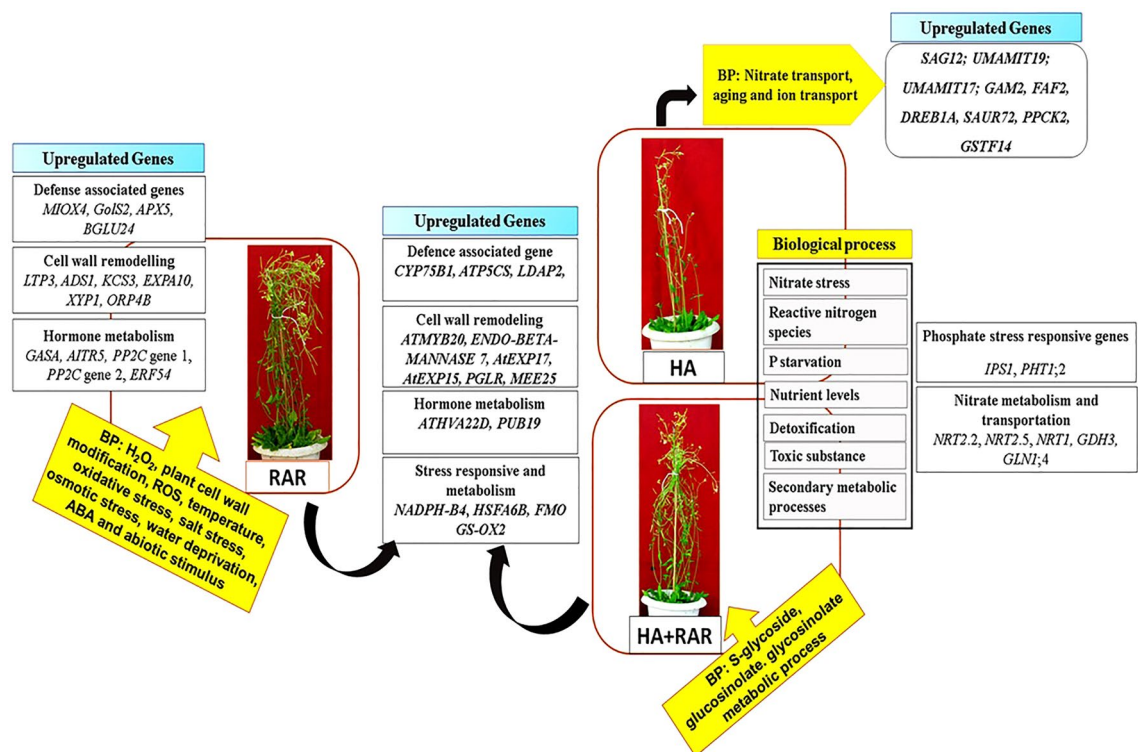 Upregulated Genes
SAG12; UMAMIT19;
UMAMIT17; GAM2, FAF2,
DREB1A, SAUR72, PPCK2,
GSTF14
BP: Nitrate transport,
aging and ion transport
Upregulated Genes
Defense associated genes
MIOX4, GolS2, APX5,
BGLU24
Cell wall remodelling
LTP3, ADS1, KCS3, EXPA10,
XYP1, ORP4B
Hormone metabolism
GASA, AITR5, PP2C gene 1,
PP2C gene 2, ERF54
BP: H₂O₂, plant cell wall
modification, ROS, temperature,
oxidative stress, salt stress,
osmotic stress, water deprivation,
ABA and abiotic stimulus
RAR
Upregulated Genes
Defence associated gene
CYP75B1, ATP5CS, LDAP2,
Cell wall remodeling
ATMYB20, ENDO-BETA-
MANNASE 7, AtEXP17,
AtEXP15, PGLR, MEE25
Hormone metabolism
ATHVA22D, PUB19
Stress responsive and
metabolism
NADPH-B4, HSFA6B, FMO
GS-OX2
HA
HA+RAR
BP: S-glycoside,
glucosinolate. glycosinolate
metabolic process
Biological process
Nitrate stress
Reactive nitrogen
species
P starvation
Nutrient levels
Detoxification
Toxic substance
Secondary metabolic
processes
Phosphate stress responsive genes
IPS1, PHT1;2
Nitrate metabolism and
transportation
NRT2.2, NRT2.5, NRT1, GDH3,
GLN1;4